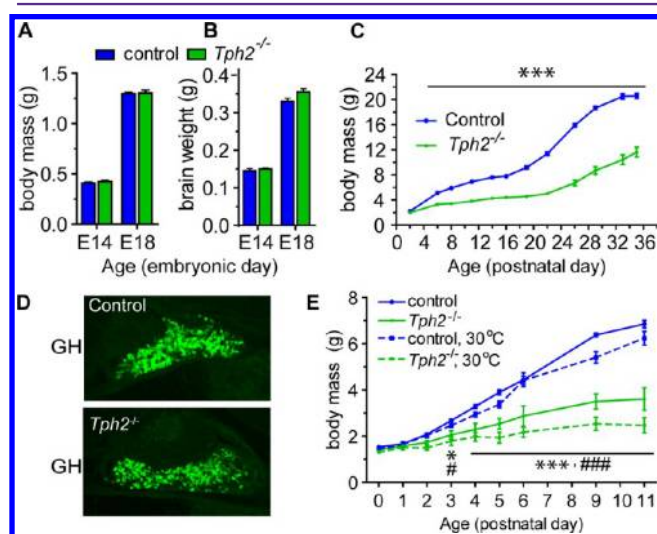 A B C
control Tph2-/-
body mass (g)
1.5
1.0
0.5
0.0
E14 E18
brain weight (g)
0.4
0.3
0.2
0.1
0.0
E14 E18
Age (embryonic day)
body mass (g)
24
20
16
12
8
4
0
***
Control
Tph2-/-
0 4 8 12 16 20 24 28 32 36
Age (postnatal day)
D
Control
GH
Tph2-/-
GH
E
body mass (g)
8
6
4
2
0
control
Tph2-/-
control, 30°C
Tph2-/-, 30°C
*
#
***, ###
0 1 2 3 4 5 6 7 8 9 10 11
Age (postnatal day)